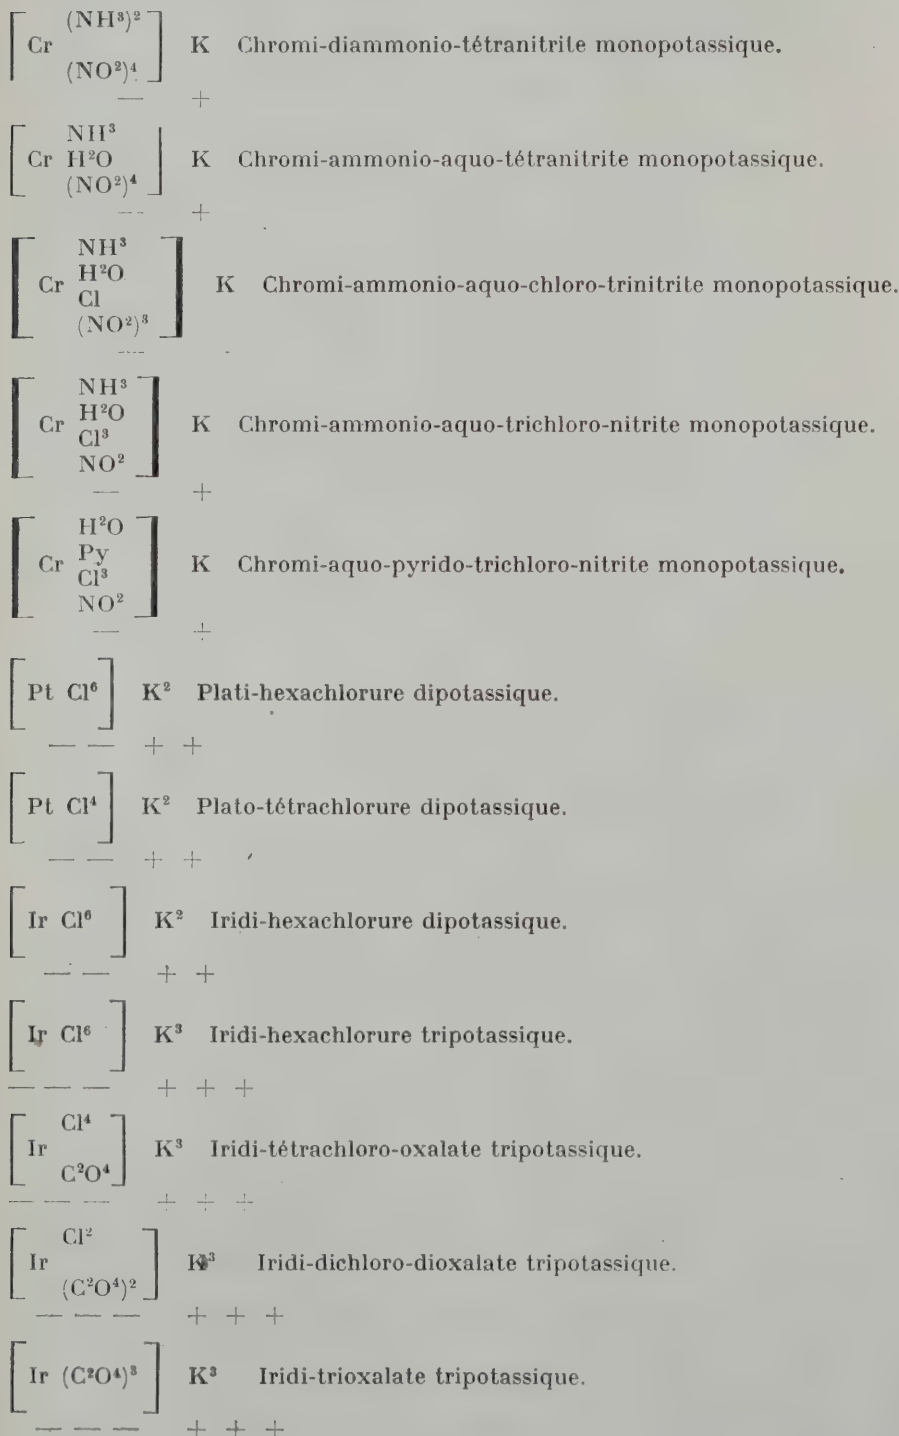 (NH³)²
Cr K Chromi-diammonio-tétranitrite monopotassique.
(NO²)⁴
— +
NH³
Cr H²O K Chromi-ammonio-aquo-tétranitrite monopotassique.
(NO²)⁴
— +
NH³
H²O
Cr K Chromi-ammonio-aquo-chloro-trinitrite monopotassique.
Cl
(NO²)³
—
NH³
H²O
Cr K Chromi-ammonio-aquo-trichloro-nitrite monopotassique.
Cl³
NO²
— +
H²O
Py
Cr K Chromi-aquo-pyrido-trichloro-nitrite monopotassique.
Cl³
NO²
— +
[Pt Cl⁶] K² Plati-hexachlorure dipotassique.
— — + +
[Pt Cl⁴] K² Plato-tétrachlorure dipotassique.
— — + +
[Ir Cl⁶] K² Iridi-hexachlorure dipotassique.
— — + +
[Ir Cl⁶] K³ Iridi-hexachlorure tripotassique.
— — — + + +
Cl⁴
Ir K³ Iridi-tétrachloro-oxalate tripotassique.
C²O⁴
— — — + + +
Cl²
Ir K³ Iridi-dichloro-dioxalate tripotassique.
(C²O⁴)²
— — — + + +
[Ir (C²O⁴)³] K³ Iridi-trioxalate tripotassique.
— — — + + +